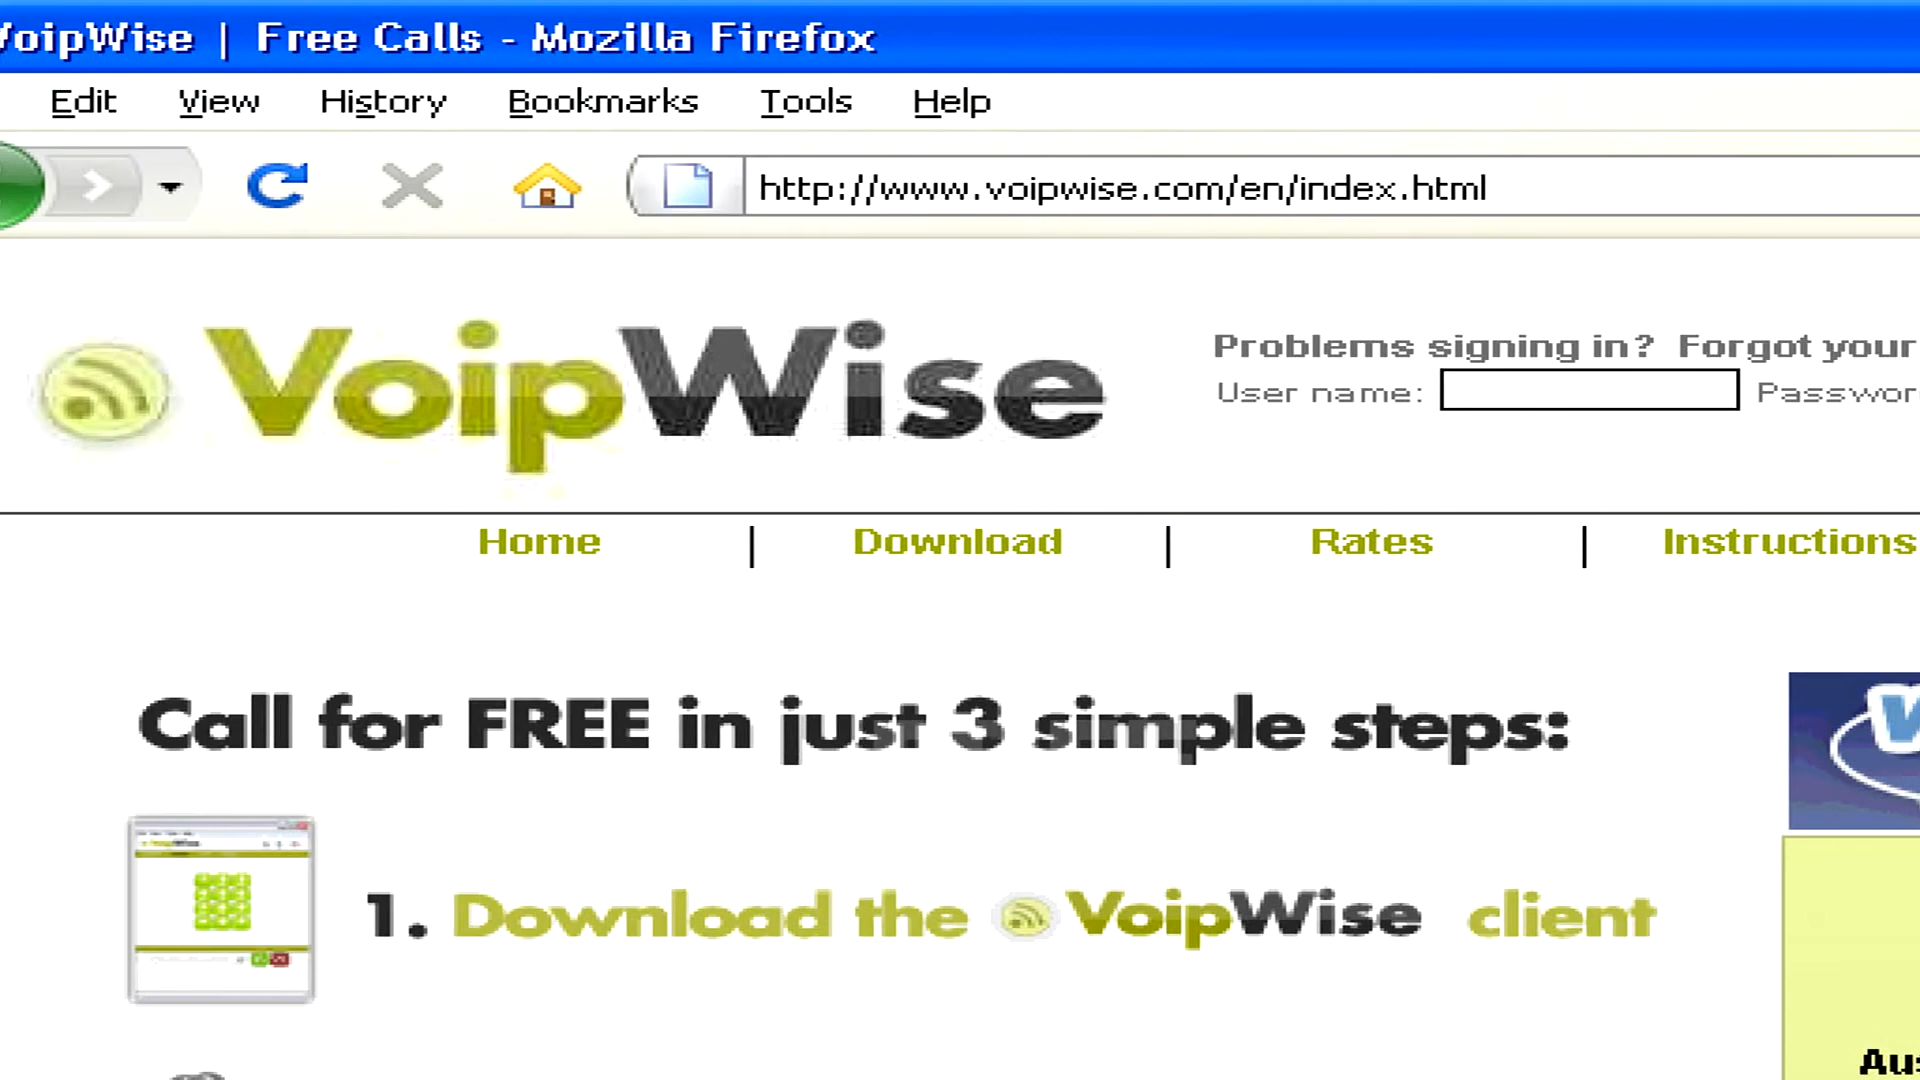 VoipWise | Free Calls - Mozilla Firefox
Edit View History Bookmarks Tools Help
http://www.voipwise.com/en/index.html
VoipWise
Problems signing in? Forgot your
User name:
Home | Download | Rates | Instructions
Call for FREE in just 3 simple steps:
1. Download the VoipWise client